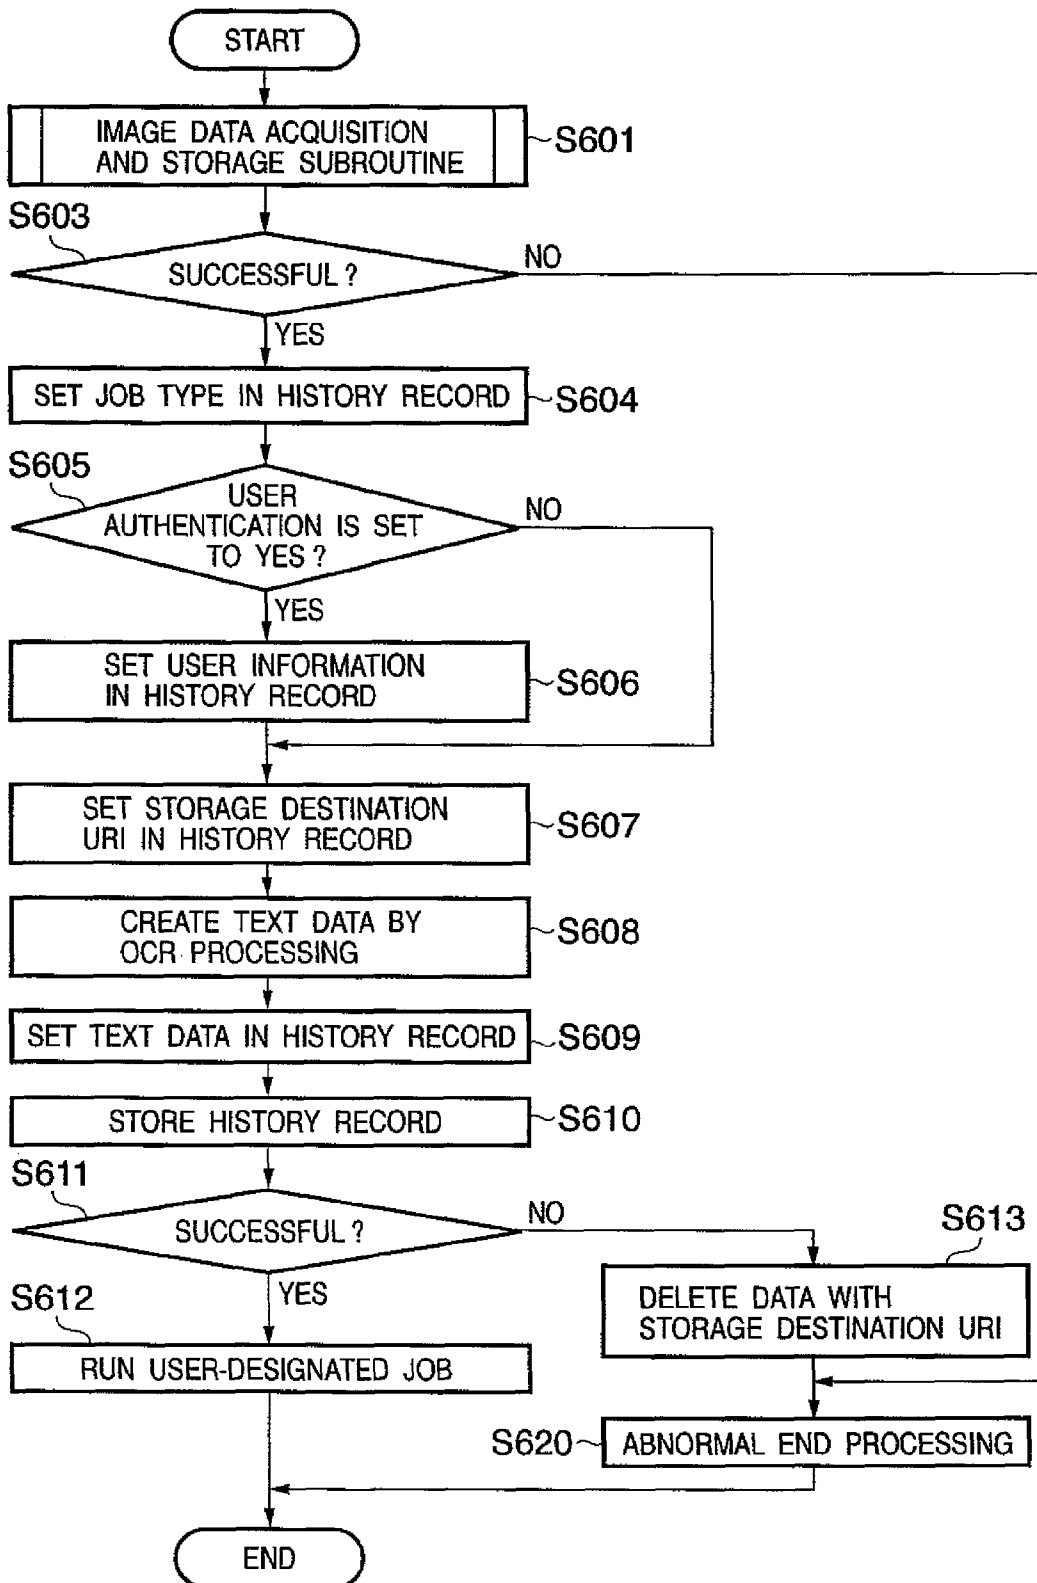 START
IMAGE DATA ACQUISITION
AND STORAGE SUBROUTINE
S601
S603
SUCCESSFUL?
NO
YES
SET JOB TYPE IN HISTORY RECORD
S604
S605
USER
AUTHENTICATION IS SET
TO YES?
NO
YES
SET USER INFORMATION
IN HISTORY RECORD
S606
SET STORAGE DESTINATION
URI IN HISTORY RECORD
S607
CREATE TEXT DATA BY
OCR PROCESSING
S608
SET TEXT DATA IN HISTORY RECORD
S609
STORE HISTORY RECORD
S610
S611
SUCCESSFUL?
NO
YES
S613
DELETE DATA WITH
STORAGE DESTINATION URI
S612
RUN USER-DESIGNATED JOB
S620
ABNORMAL END PROCESSING
END